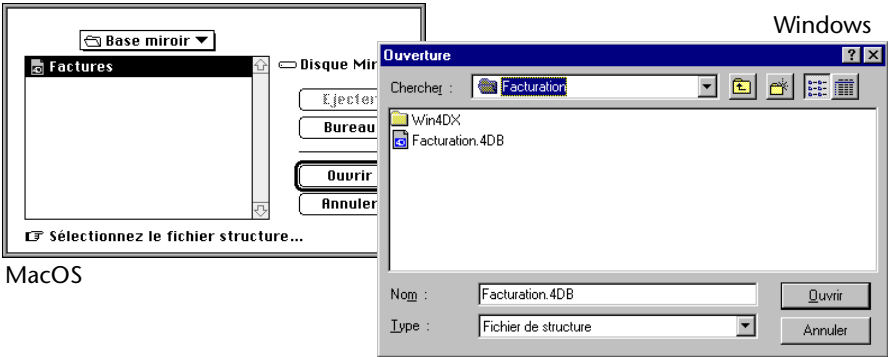 Base miroir
Factures
Disque Mir
Ejecter
Bureau
Ouvrir
Annuler
Sélectionnez le fichier structure...
MacOS
Windows
Ouverture
Chercher :
Facturation
Win4DX
Facturation.4DB
Nom :
Facturation.4DB
Ouvrir
Type :
Fichier de structure
Annuler